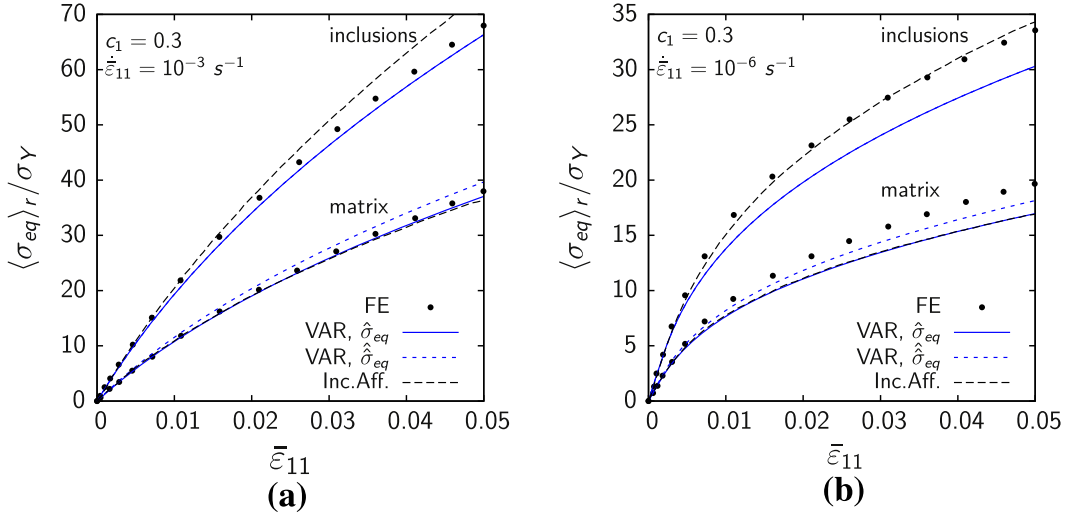 70
60
50
40
30
20
10
0
⟨σeq⟩r/σY
c1 = 0.3
ε̄̇11 = 10⁻³ s⁻¹
inclusions
matrix
FE
VAR, σ̂eq
VAR, σ̂̂eq
Inc.Aff.
0 0.01 0.02 0.03 0.04 0.05
ε̄11
(a)
35
30
25
20
15
10
5
0
⟨σeq⟩r/σY
c1 = 0.3
ε̄̇11 = 10⁻⁶ s⁻¹
inclusions
matrix
FE
VAR, σ̂eq
VAR, σ̂̂eq
Inc.Aff.
0 0.01 0.02 0.03 0.04 0.05
ε̄11
(b)